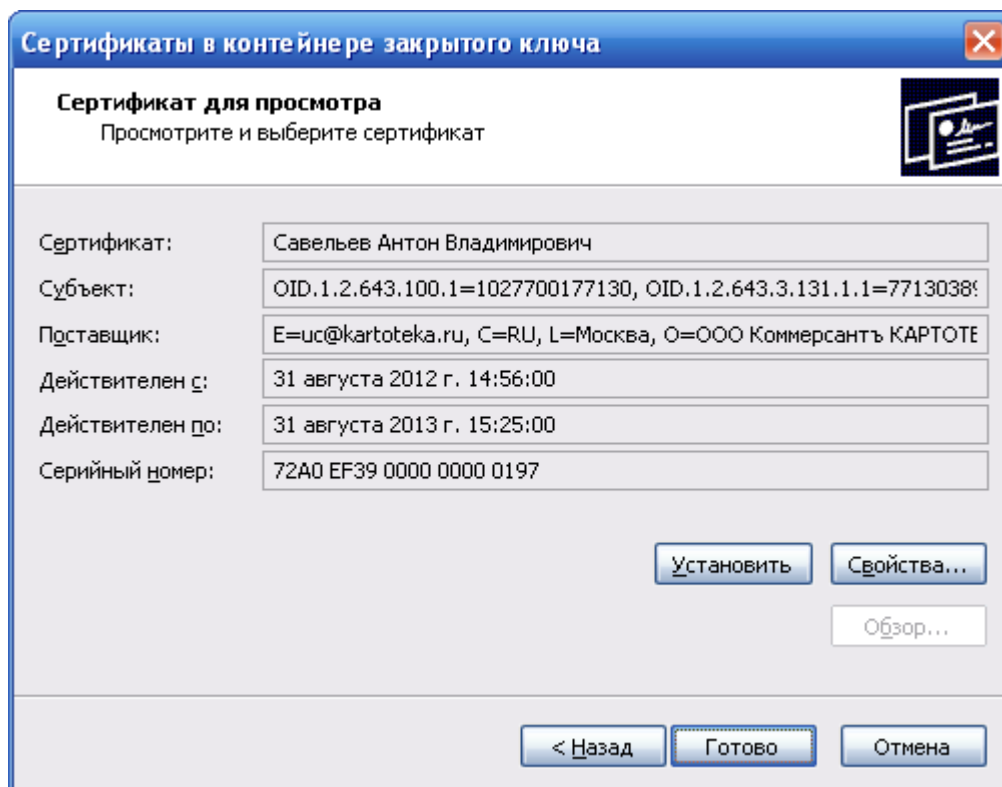 Сертификаты в контейнере закрытого ключа
Сертификат для просмотра
Просмотрите и выберите сертификат
Сертификат: Савельев Антон Владимирович
Субъект: OID.1.2.643.100.1=1027700177130, OID.1.2.643.3.131.1.1=77130389
Поставщик: E=uc@kartoteka.ru, C=RU, L=Москва, O=ООО Коммерсантъ КАРТОТЕ
Действителен с: 31 августа 2012 г. 14:56:00
Действителен по: 31 августа 2013 г. 15:25:00
Серийный номер: 72A0 EF39 0000 0000 0197
Установить Свойства...
Обзор...
< Назад Готово Отмена